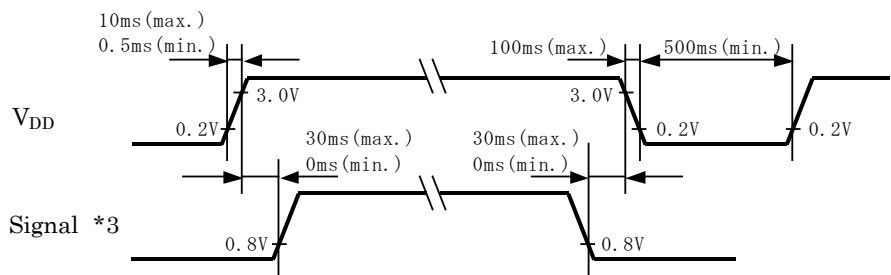 10ms(max.)
0.5ms(min.)
100ms(max.)
500ms(min.)
3.0V
3.0V
VDD
0.2V
0.2V
0.2V
30ms(max.)
0ms(min.)
30ms(max.)
0ms(min.)
Signal *3
0.8V
0.8V